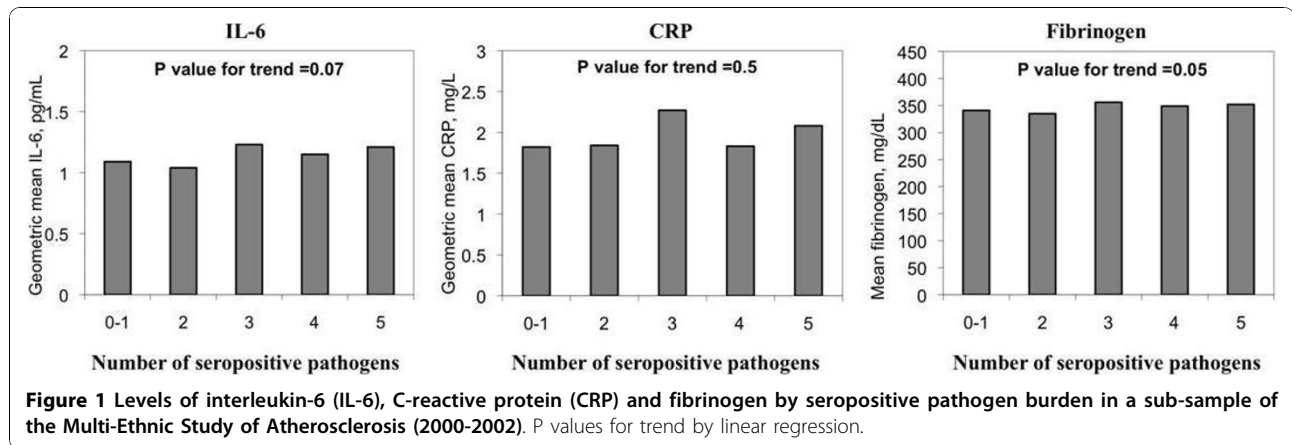 IL-6
P value for trend =0.07
Geometric mean IL-6, pg/mL
2
1.5
1
0.5
0
0-1 2 3 4 5
Number of seropositive pathogens
CRP
P value for trend =0.5
Geometric mean CRP, mg/L
3
2.5
2
1.5
1
0.5
0
0-1 2 3 4 5
Number of seropositive pathogens
Fibrinogen
P value for trend =0.05
Mean fibrinogen, mg/dL
450
400
350
300
250
200
150
100
50
0
0-1 2 3 4 5
Number of seropositive pathogens
Figure 1 Levels of interleukin-6 (IL-6), C-reactive protein (CRP) and fibrinogen by seropositive pathogen burden in a sub-sample of
the Multi-Ethnic Study of Atherosclerosis (2000-2002). P values for trend by linear regression.